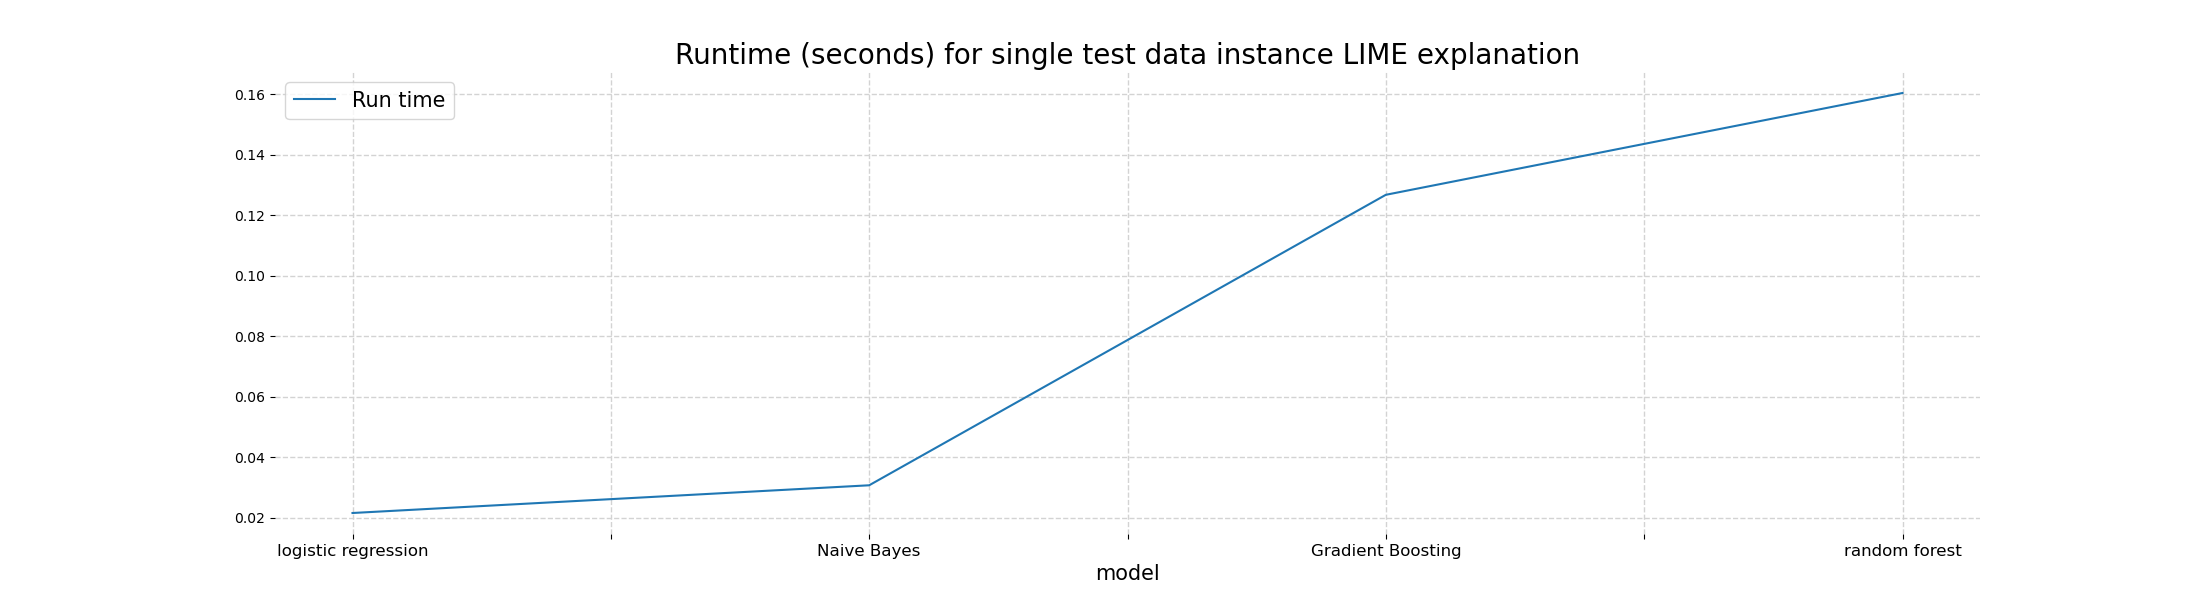 Runtime (seconds) for single test data instance LIME explanation
Run time
0.16
0.14
0.12
0.10
0.08
0.06
0.04
0.02
logistic regression Naive Bayes Gradient Boosting random forest
model